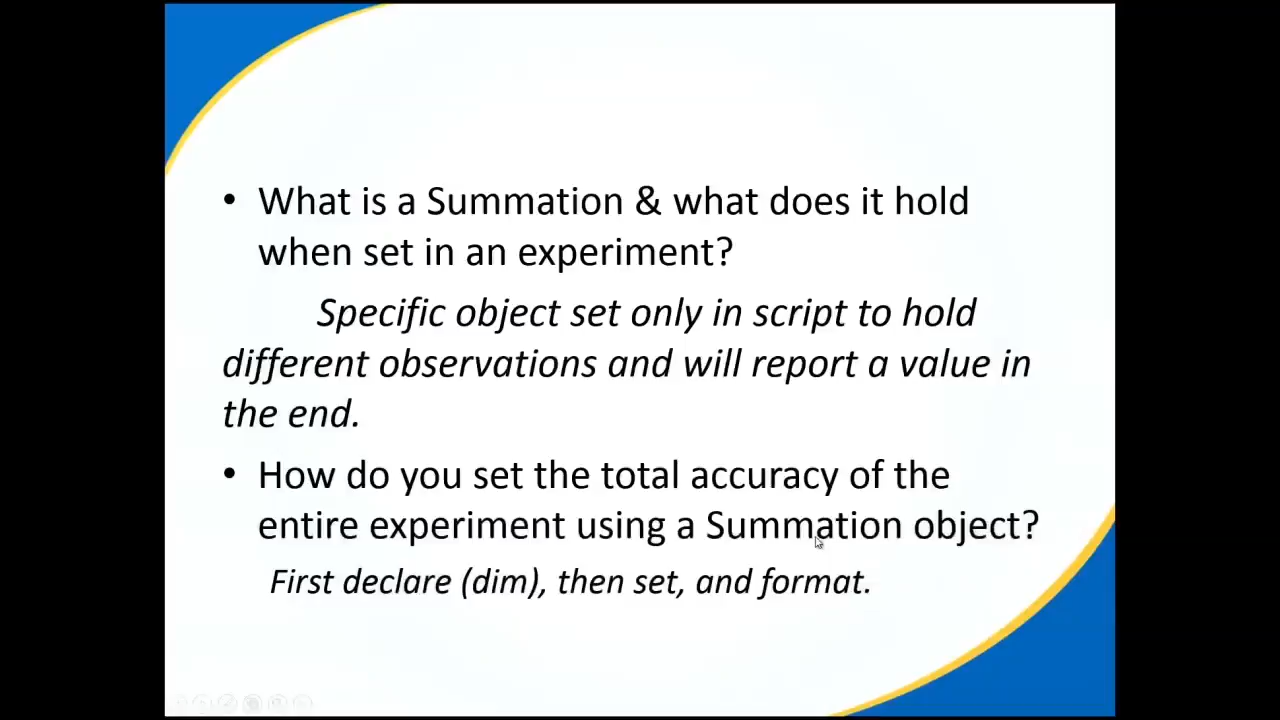 • What is a Summation & what does it hold
when set in an experiment?
Specific object set only in script to hold
different observations and will report a value in
the end.
• How do you set the total accuracy of the
entire experiment using a Summation object?
First declare (dim), then set, and format.